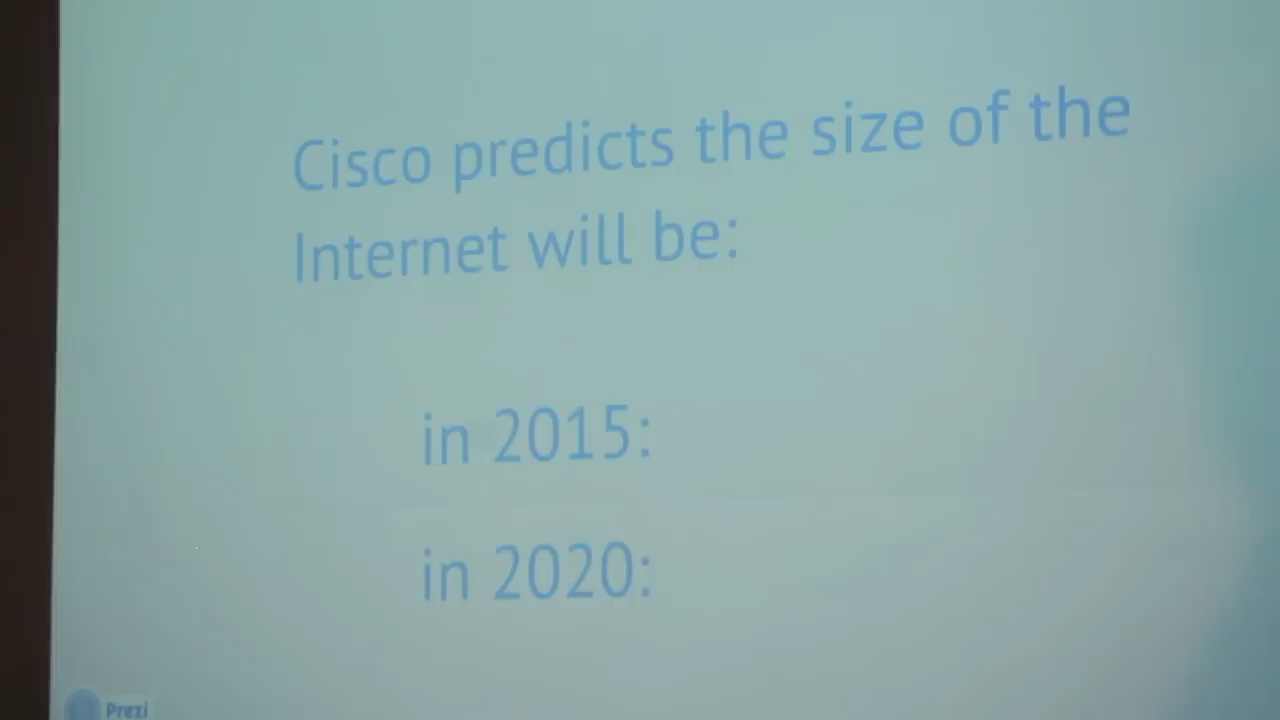 Cisco predicts the size of the
Internet will be:
in 2015:
in 2020:
Prezi